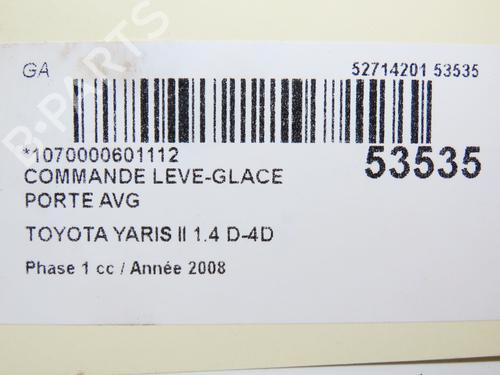 GA
52714201 53535
*1070000601112
53535
COMMANDE LEVE-GLACE
PORTE AVG
TOYOTA YARIS II 1.4 D-4D
Phase 1 cc / Année 2008
B-PARTS